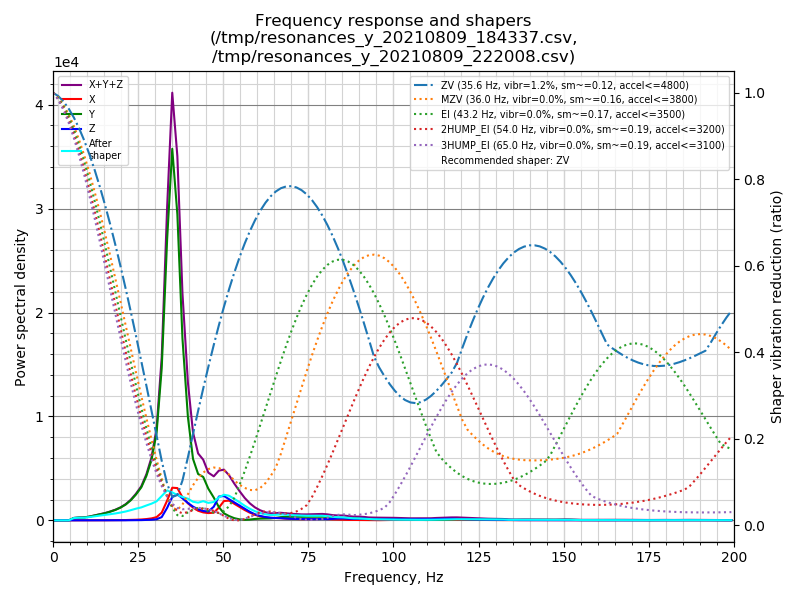 Frequency response and shapers
(/tmp/resonances_y_20210809_184337.csv,
/tmp/resonances_y_20210809_222008.csv)
1e4
X+Y+Z
X
Y
Z
After
shaper
ZV (35.6 Hz, vibr=1.2%, sm~=0.12, accel<=4800)
MZV (36.0 Hz, vibr=0.0%, sm~=0.16, accel<=3800)
EI (43.2 Hz, vibr=0.0%, sm~=0.17, accel<=3500)
2HUMP_EI (54.0 Hz, vibr=0.0%, sm~=0.19, accel<=3200)
3HUMP_EI (65.0 Hz, vibr=0.0%, sm~=0.19, accel<=3100)
Recommended shaper: ZV
Power spectral density
4
3
2
1
0
Shaper vibration reduction (ratio)
1.0
0.8
0.6
0.4
0.2
0.0
0 25 50 75 100 125 150 175 200
Frequency, Hz